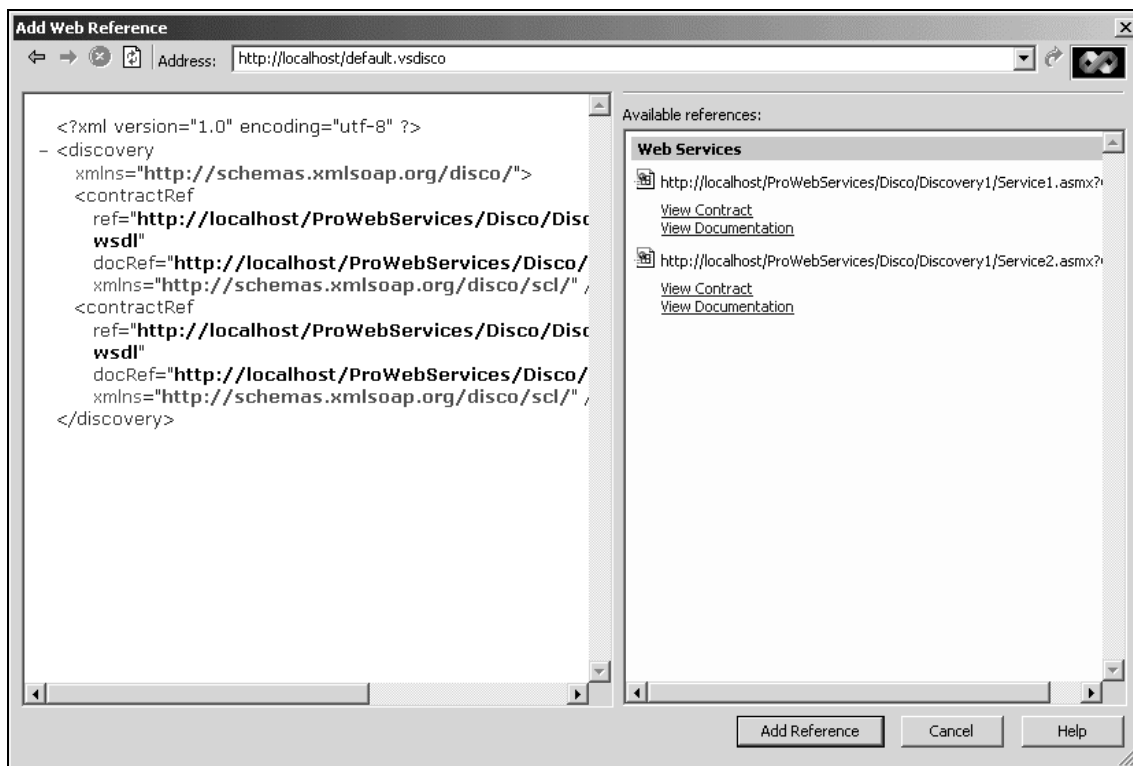 Add Web Reference
Address: http://localhost/default.vsdisco
<?xml version="1.0" encoding="utf-8" ?>
– <discovery
xmlns="http://schemas.xmlsoap.org/disco/">
<contractRef
ref="http://localhost/ProWebServices/Disco/Disc
wsdl"
docRef="http://localhost/ProWebServices/Disco/
xmlns="http://schemas.xmlsoap.org/disco/scl/" /
<contractRef
ref="http://localhost/ProWebServices/Disco/Disc
wsdl"
docRef="http://localhost/ProWebServices/Disco/
xmlns="http://schemas.xmlsoap.org/disco/scl/" /
</discovery>
Available references:
Web Services
http://localhost/ProWebServices/Disco/Discovery1/Service1.asmx?
View Contract
View Documentation
http://localhost/ProWebServices/Disco/Discovery1/Service2.asmx?
View Contract
View Documentation
Add Reference
Cancel
Help